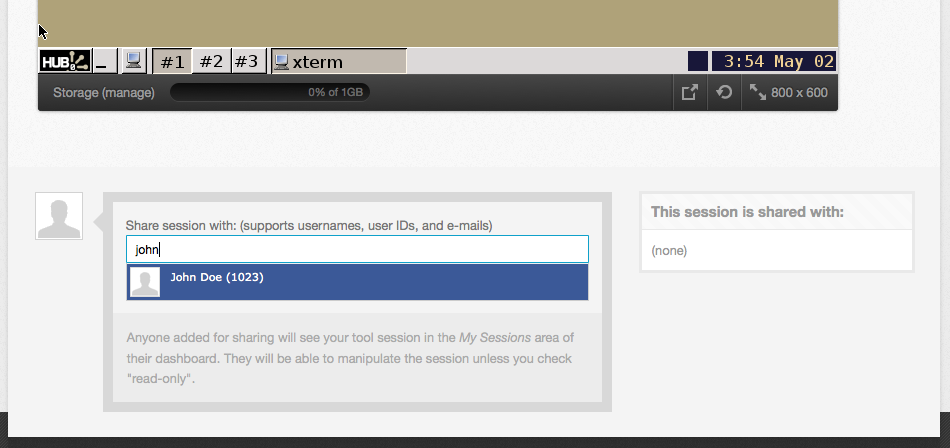 HUB 0
_
#1 #2 #3 xterm
3:54 May 02
Storage (manage) 0% of 1GB 800 x 600
Share session with: (supports usernames, user IDs, and e-mails)
john
John Doe (1023)
Anyone added for sharing will see your tool session in the My Sessions area of
their dashboard. They will be able to manipulate the session unless you check
"read-only".
This session is shared with:
(none)